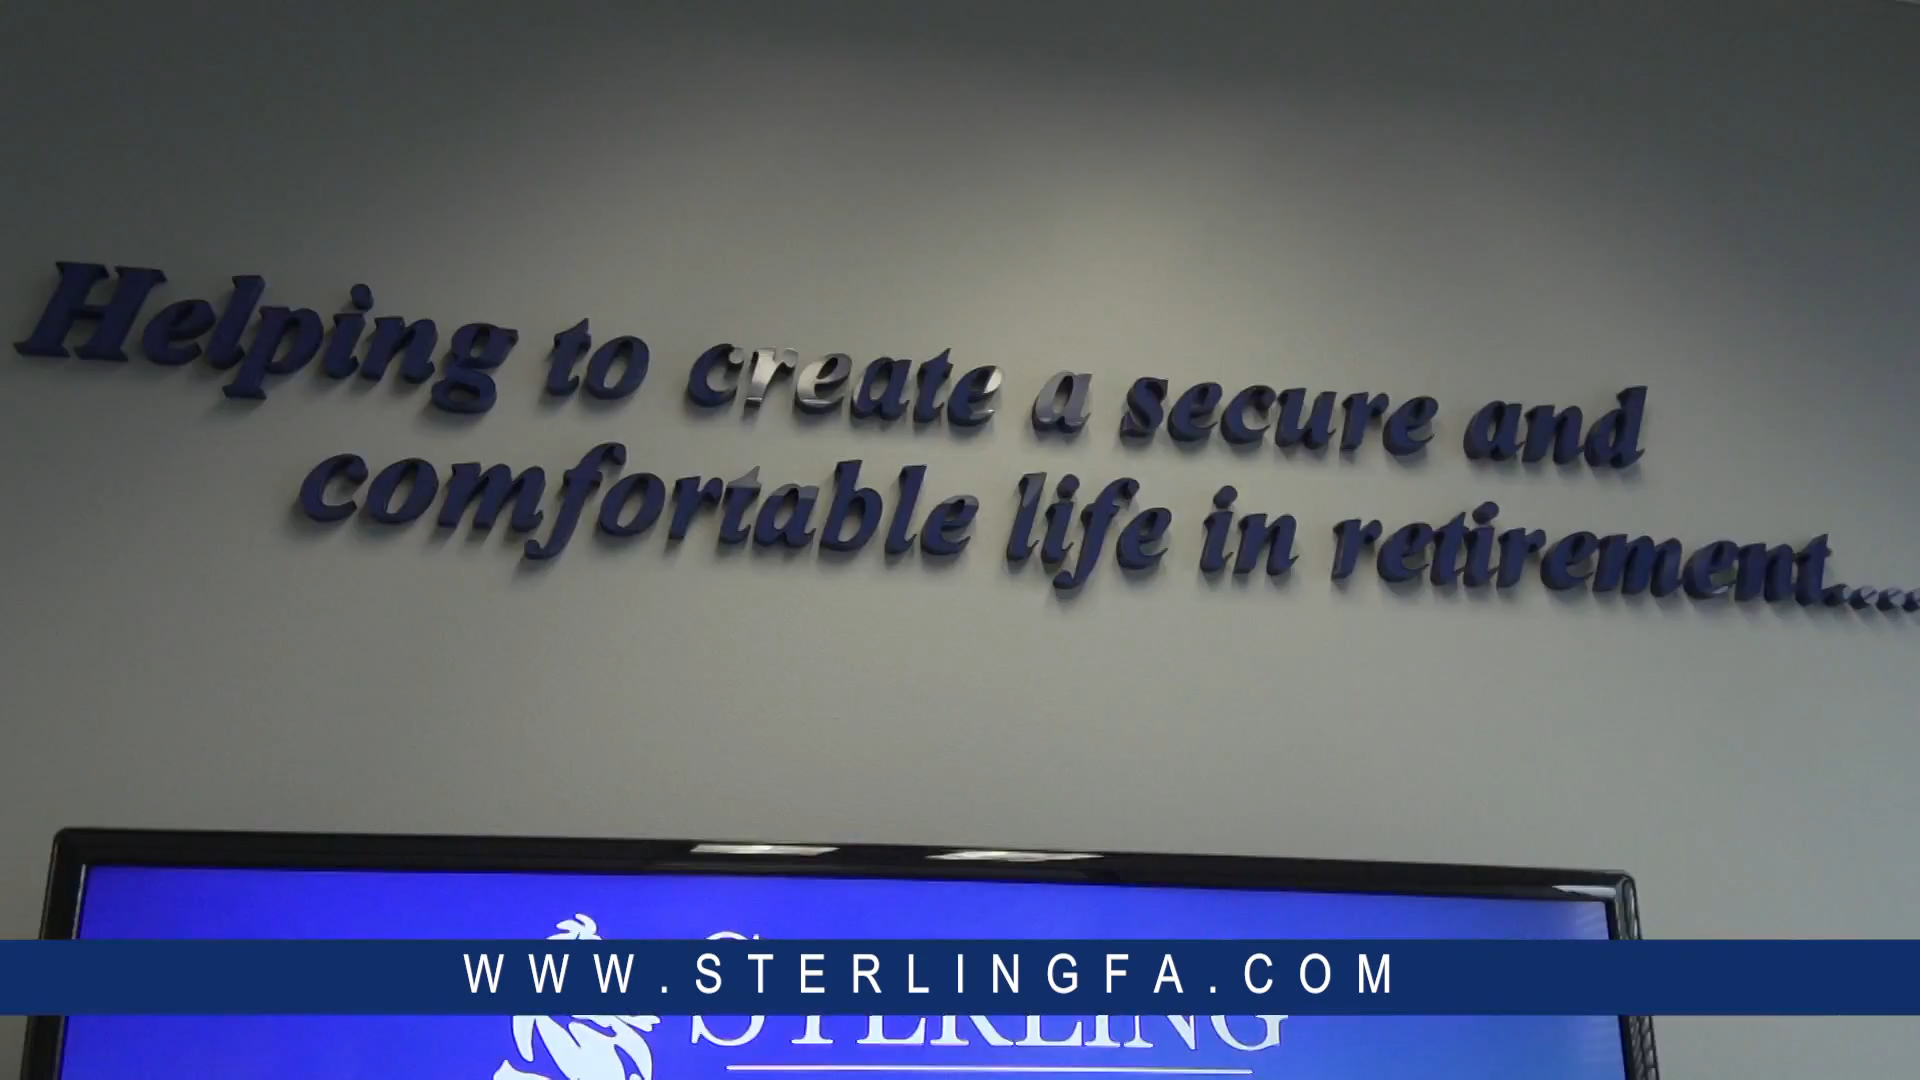 Helping to create a secure and
comfortable life in retirement....
WWW.STERLINGFA.COM
STERLING